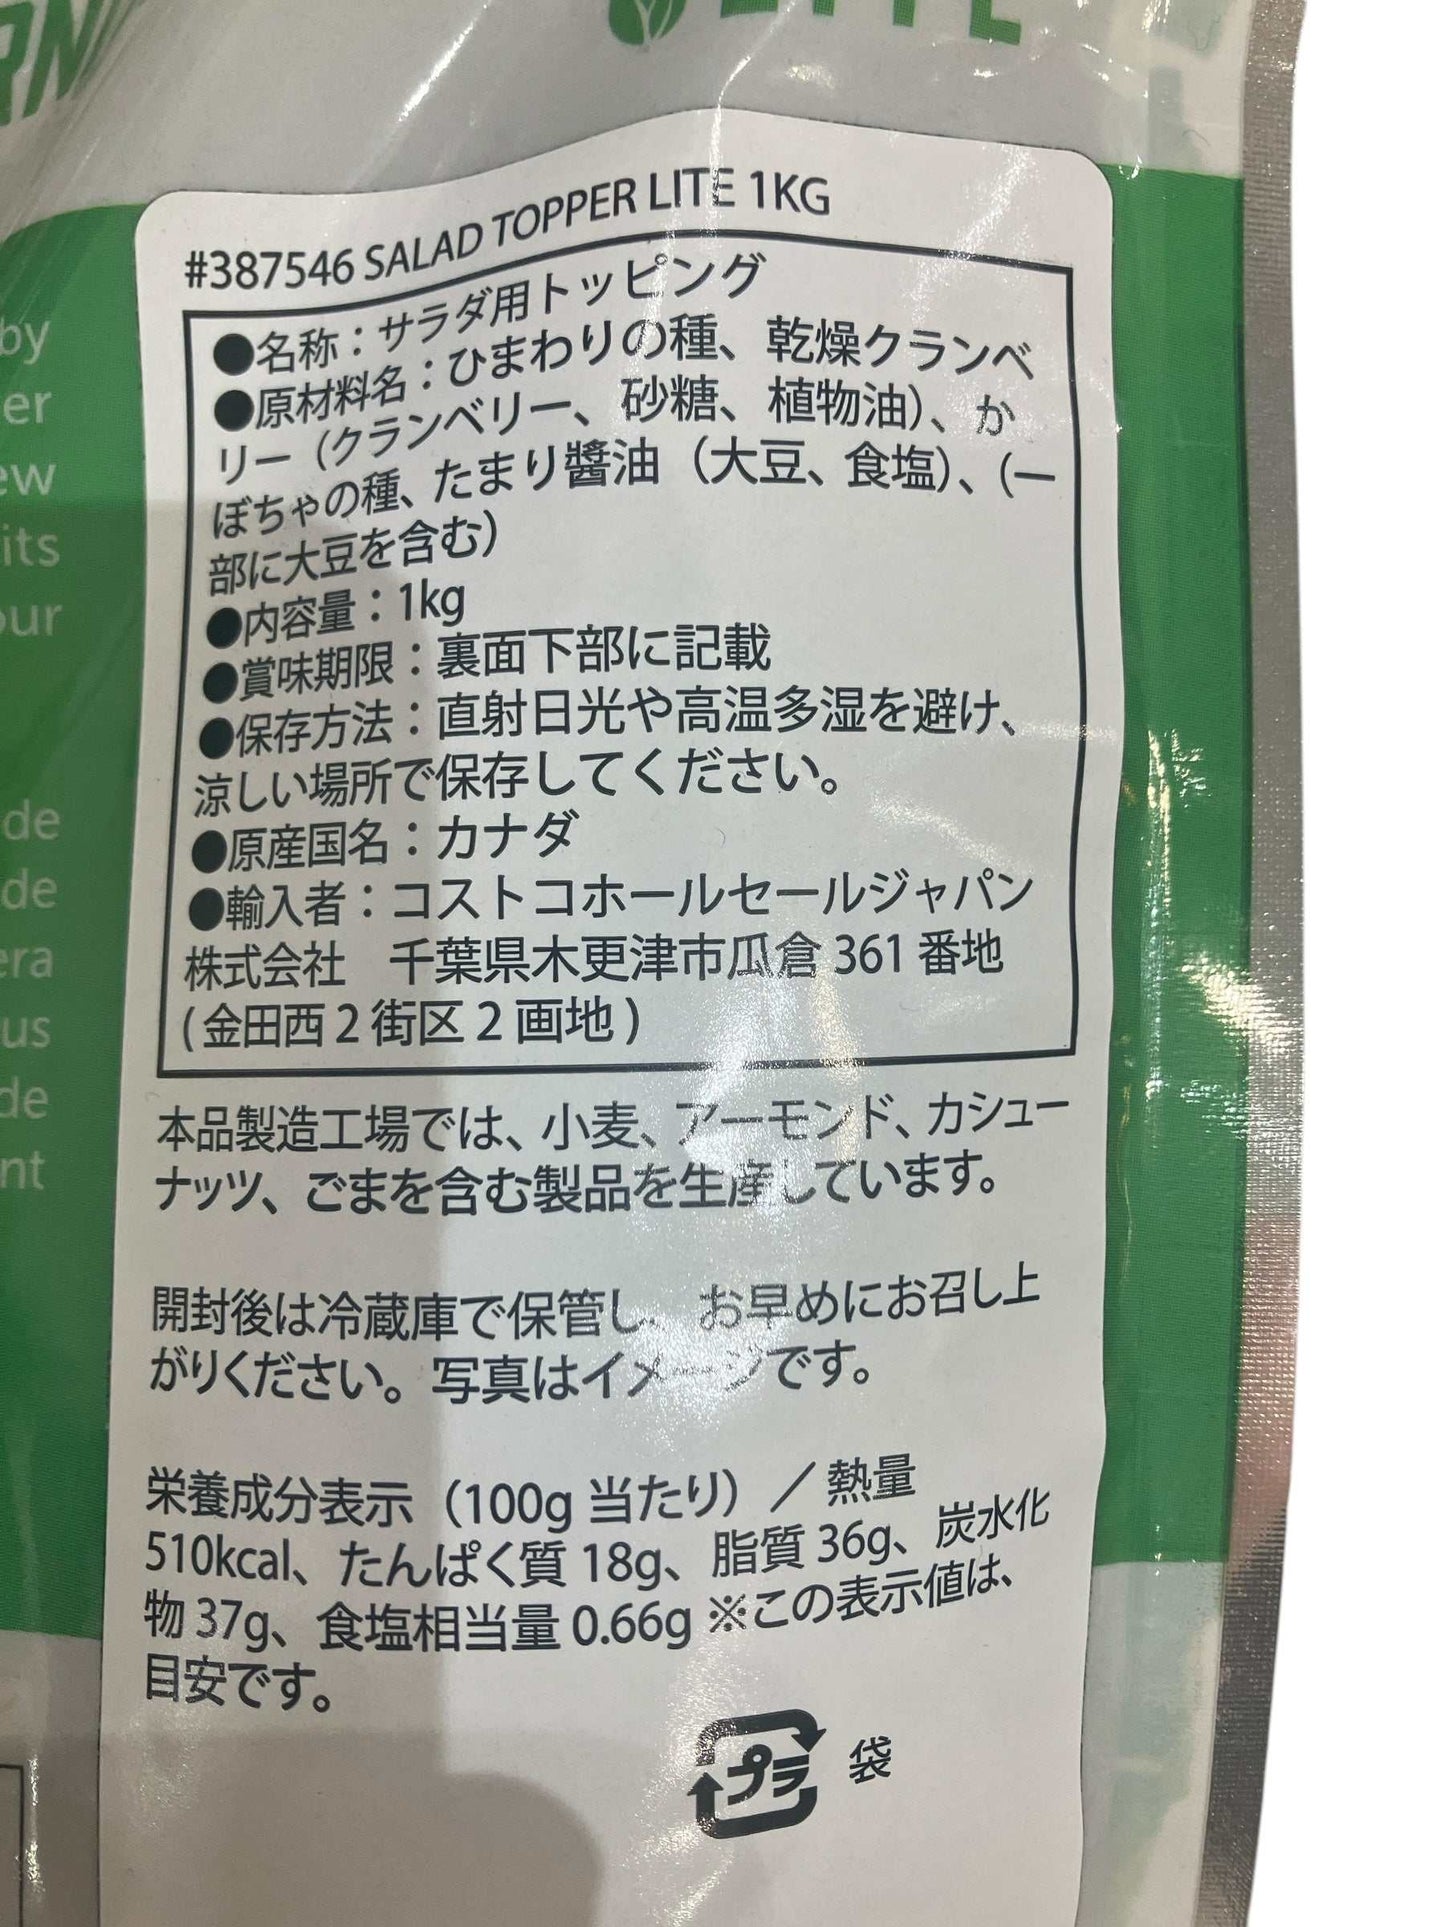 RN
LITE
by
er
ew
its
our
de
de
era
us
de
nt
#387546 SALAD TOPPER LITE 1KG
●名称：サラダ用トッピング
●原材料名：ひまわりの種、乾燥クランベ
リー（クランベリー、砂糖、植物油）、か
ぼちゃの種、たまり醬油（大豆、食塩）、（一
部に大豆を含む）
●内容量：1kg
●賞味期限：裏面下部に記載
●保存方法：直射日光や高温多湿を避け、
涼しい場所で保存してください。
●原産国名：カナダ
●輸入者：コストコホールセールジャパン
株式会社　千葉県木更津市瓜倉 361 番地
(金田西 2 街区 2 画地)
本品製造工場では、小麦、アーモンド、カシュー
ナッツ、ごまを含む製品を生産しています。
開封後は冷蔵庫で保管し、お早めにお召し上
がりください。写真はイメージです。
栄養成分表示（100g 当たり）／熱量
510kcal、たんぱく質 18g、脂質 36g、炭水化
物 37g、食塩相当量 0.66g ※この表示値は、
目安です。
プラ 袋